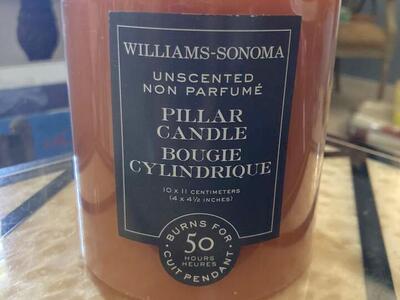 WILLIAMS-SONOMA
UNSCENTED
NON PARFUMÉ
PILLAR
CANDLE
BOUGIE
CYLINDRIQUE
10 X 11 CENTIMETERS
(4 X 4½ INCHES)
BURNS FOR
50
HOURS
HEURES
CUIT PENDANT